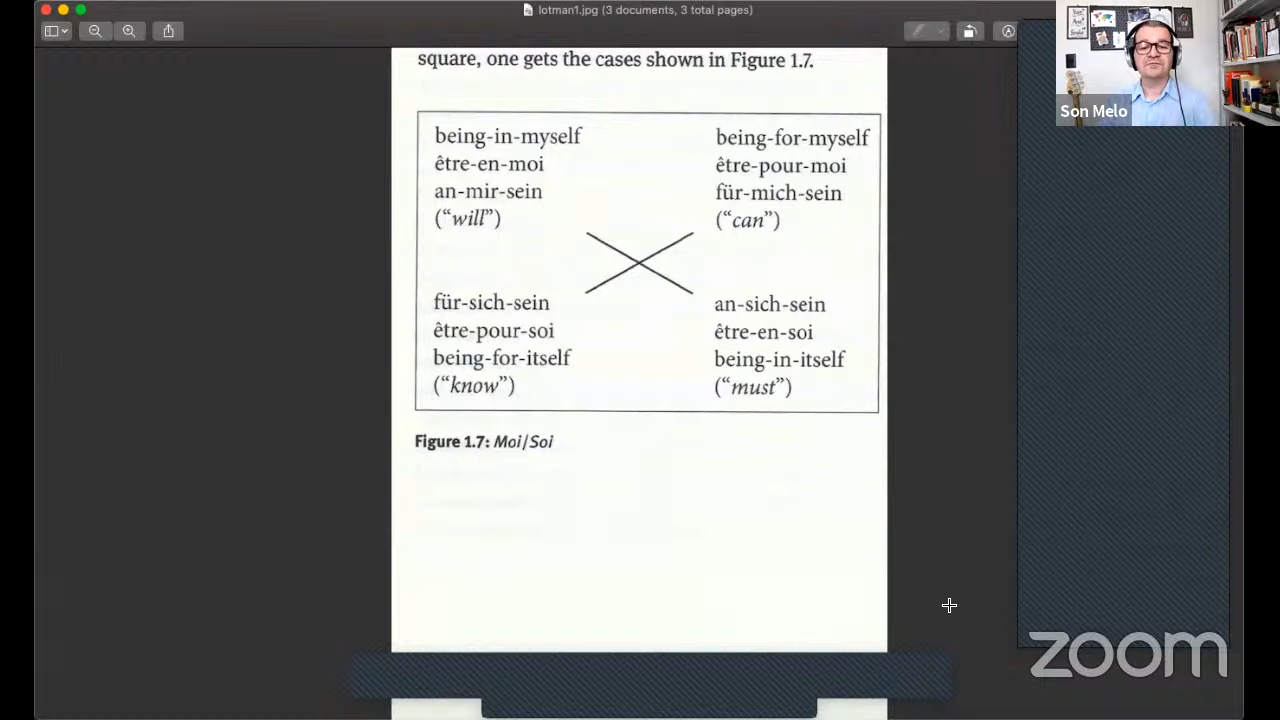 lotman1.jpg (3 documents, 3 total pages)
Son Melo
square, one gets the cases shown in Figure 1.7.
being-in-myself
être-en-moi
an-mir-sein
("will")
being-for-myself
être-pour-moi
für-mich-sein
("can")
für-sich-sein
être-pour-soi
being-for-itself
("know")
an-sich-sein
être-en-soi
being-in-itself
("must")
Figure 1.7: Moi/Soi
zoom